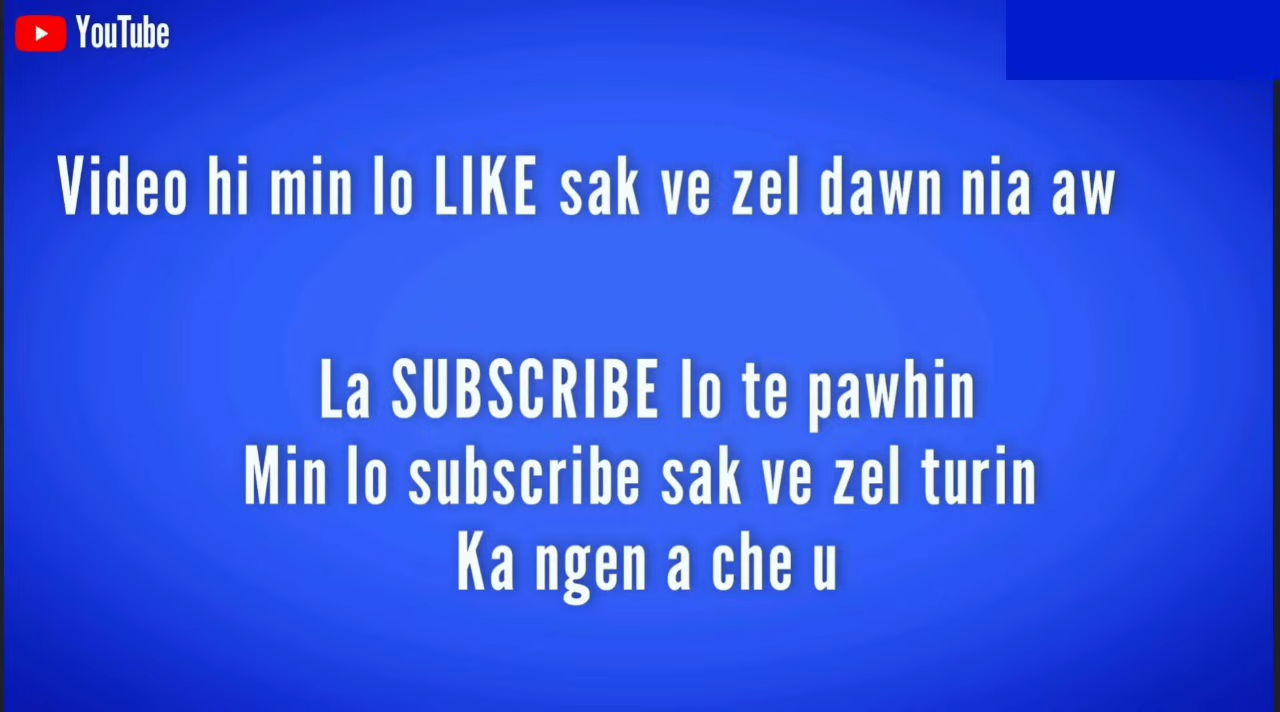 YouTube
Video hi min lo LIKE sak ve zel dawn nia aw
La SUBSCRIBE lo te pawhin
Min lo subscribe sak ve zel turin
Ka ngen a che u